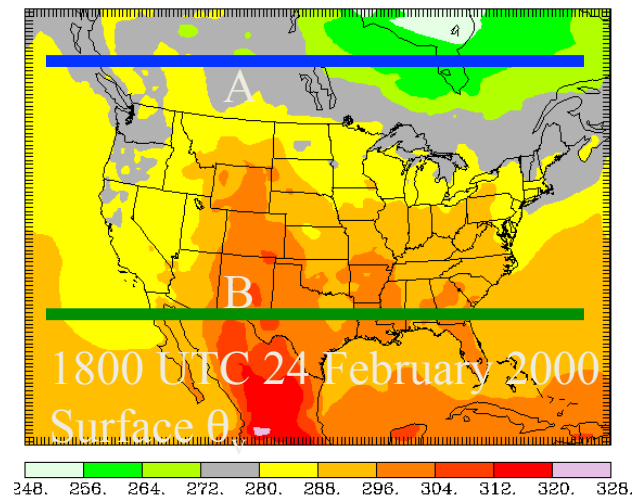 A
B
1800 UTC 24 February 2000
Surface θv
248. 256. 264. 272. 280. 288. 296. 304. 312. 320. 328.